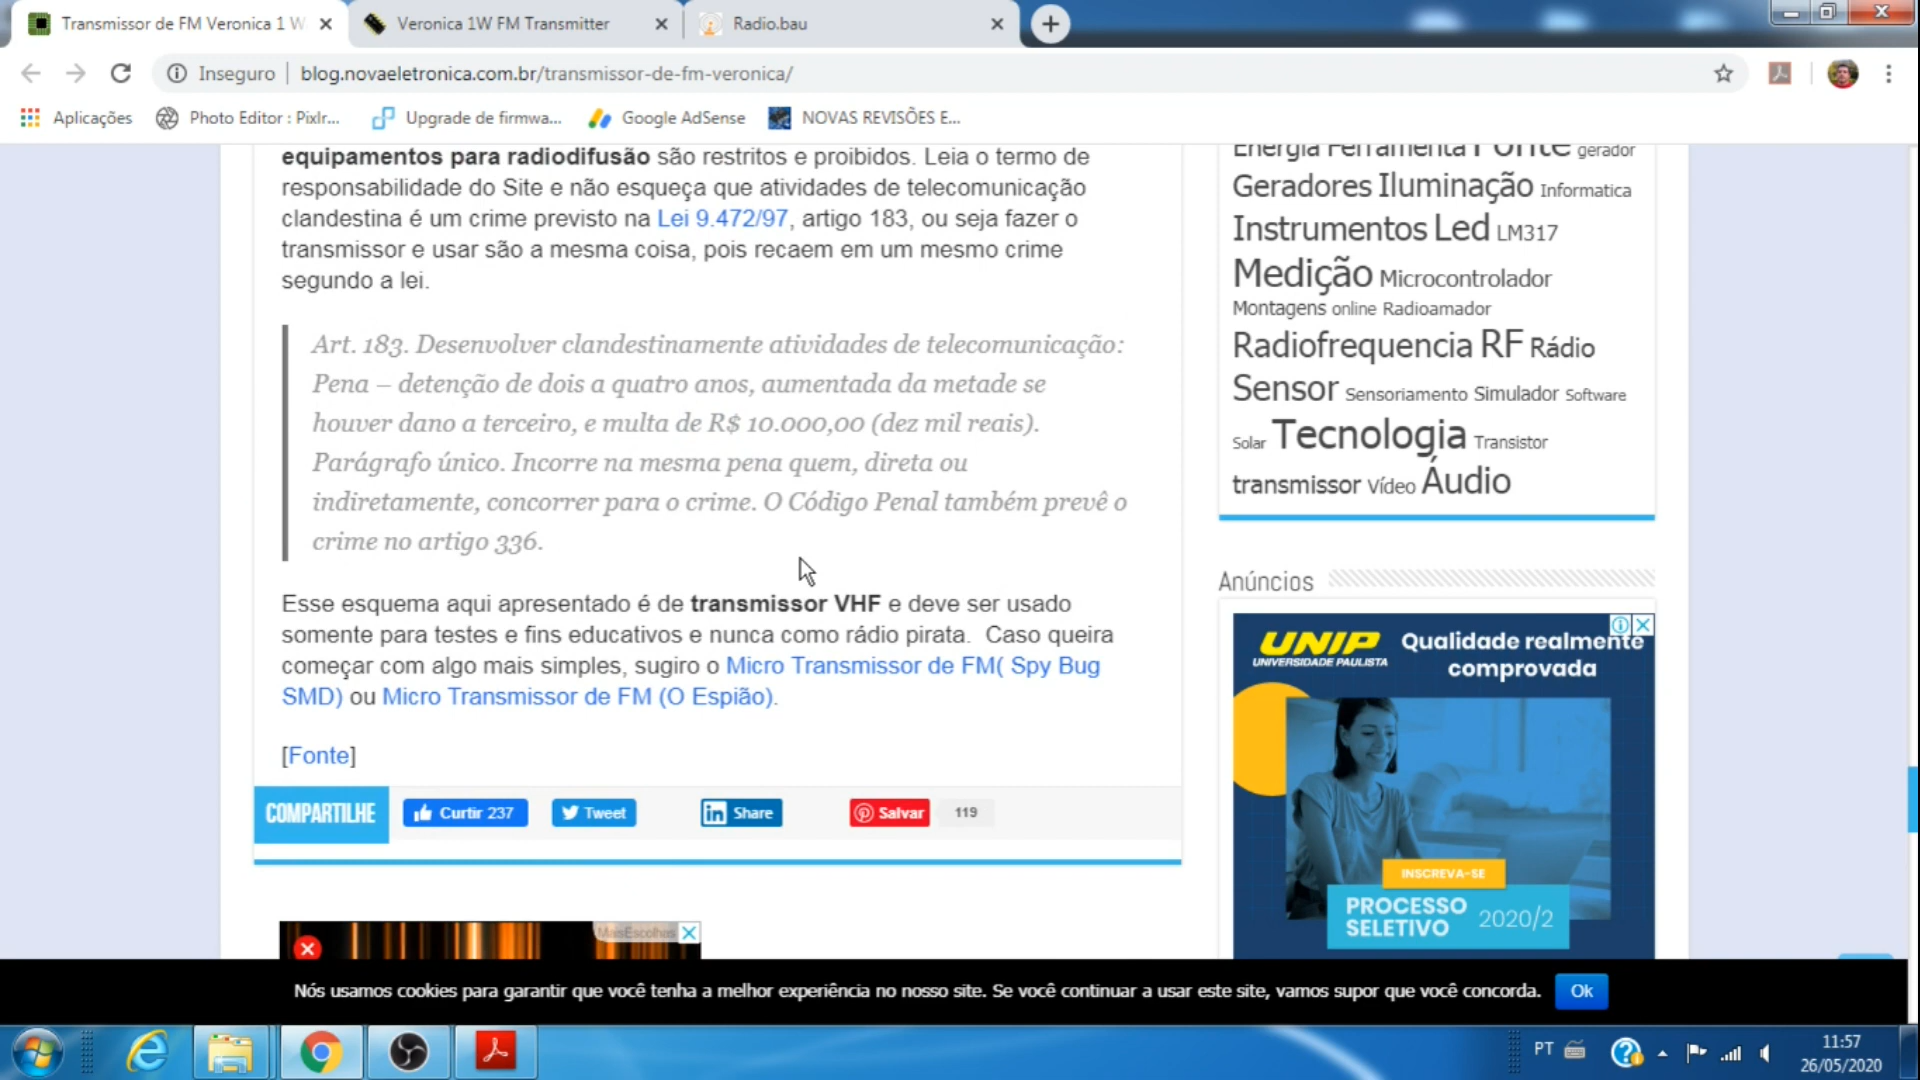 Transmissor de FM Veronica 1 W
Veronica 1W FM Transmitter
Radio.bau
Inseguro
blog.novaeletronica.com.br/transmissor-de-fm-veronica/
Aplicações
Photo Editor : Pixlr...
Upgrade de firmwa...
Google AdSense
NOVAS REVISÕES E...
equipamentos para radiodifusão são restritos e proibidos. Leia o termo de
responsabilidade do Site e não esqueça que atividades de telecomunicação
clandestina é um crime previsto na Lei 9.472/97, artigo 183, ou seja fazer o
transmissor e usar são a mesma coisa, pois recaem em um mesmo crime
segundo a lei.
Art. 183. Desenvolver clandestinamente atividades de telecomunicação:
Pena – detenção de dois a quatro anos, aumentada da metade se
houver dano a terceiro, e multa de R$ 10.000,00 (dez mil reais).
Parágrafo único. Incorre na mesma pena quem, direta ou
indiretamente, concorrer para o crime. O Código Penal também prevê o
crime no artigo 336.
Esse esquema aqui apresentado é de transmissor VHF e deve ser usado
somente para testes e fins educativos e nunca como rádio pirata. Caso queira
começar com algo mais simples, sugiro o Micro Transmissor de FM( Spy Bug
SMD) ou Micro Transmissor de FM (O Espião).
[Fonte]
COMPARTILHE
Curtir 237
Tweet
in Share
Salvar
119
MaisEscolhas
Energia Ferramenta Fonte gerador
Geradores Iluminação Informatica
Instrumentos Led LM317
Medição Microcontrolador
Montagens online Radioamador
Radiofrequencia RF Rádio
Sensor Sensoriamento Simulador Software
Solar Tecnologia Transistor
transmissor Vídeo Áudio
Anúncios
UNIP
UNIVERSIDADE PAULISTA
Qualidade realmente
comprovada
INSCREVA-SE
PROCESSO
SELETIVO 2020/2
Nós usamos cookies para garantir que você tenha a melhor experiência no nosso site. Se você continuar a usar este site, vamos supor que você concorda.
Ok
PT
11:57
26/05/2020